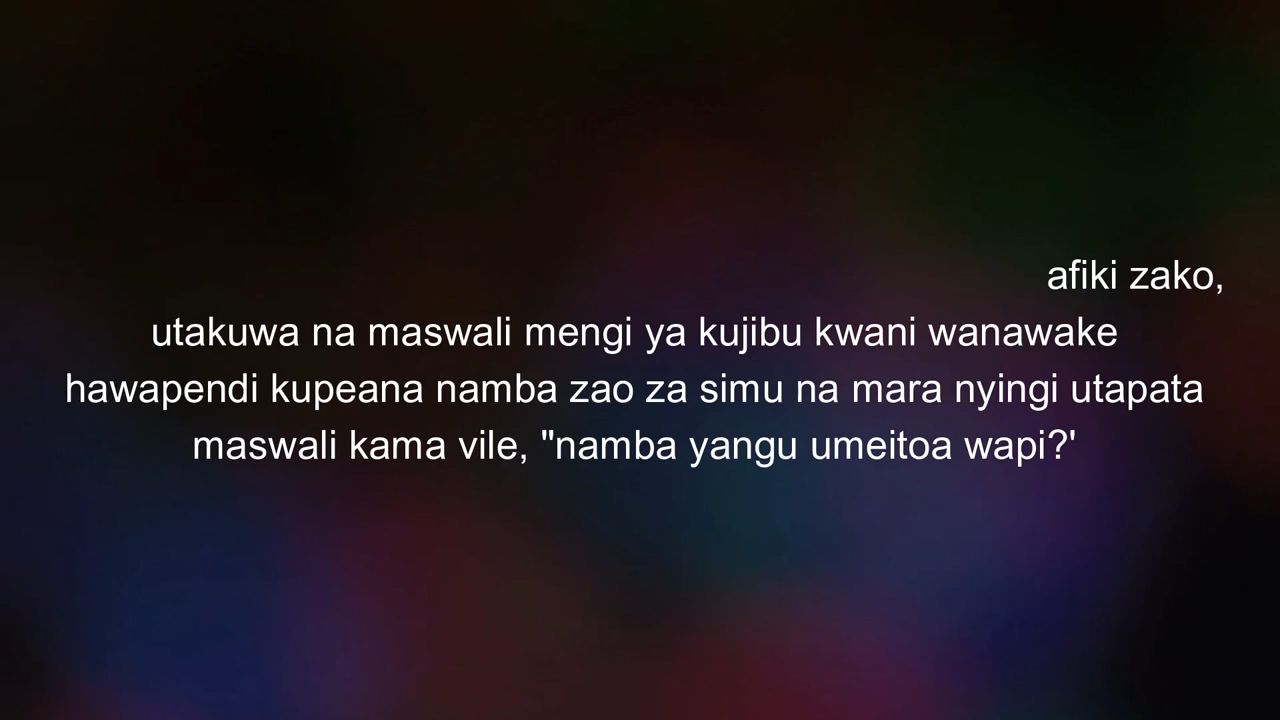 afiki zako,
utakuwa na maswali mengi ya kujibu kwani wanawake
hawapendi kupeana namba zao za simu na mara nyingi utapata
maswali kama vile, "namba yangu umeitoa wapi?'